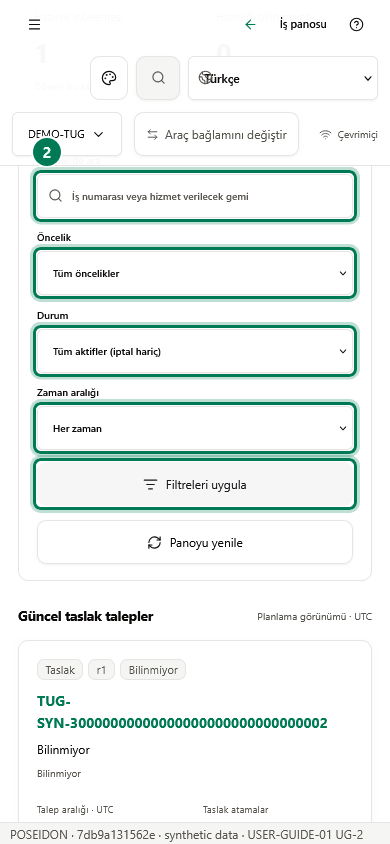 İş panosu
1
0
Türkçe
DEMO-TUG
Araç bağlamını değiştir
Çevrimiçi
2
İş numarası veya hizmet verilecek gemi
Öncelik
Tüm öncelikler
Durum
Tüm aktifler (iptal hariç)
Zaman aralığı
Her zaman
Filtreleri uygula
Panoyu yenile
Güncel taslak talepler
Planlama görünümü · UTC
Taslak
r1
Bilinmiyor
TUG-
SYN-30000000000000000000000000000002
Bilinmiyor
Bilinmiyor
Talep aralığı · UTC
Taslak atamalar
POSEIDON · 7db9a131562e · synthetic data · USER-GUIDE-01 UG-2